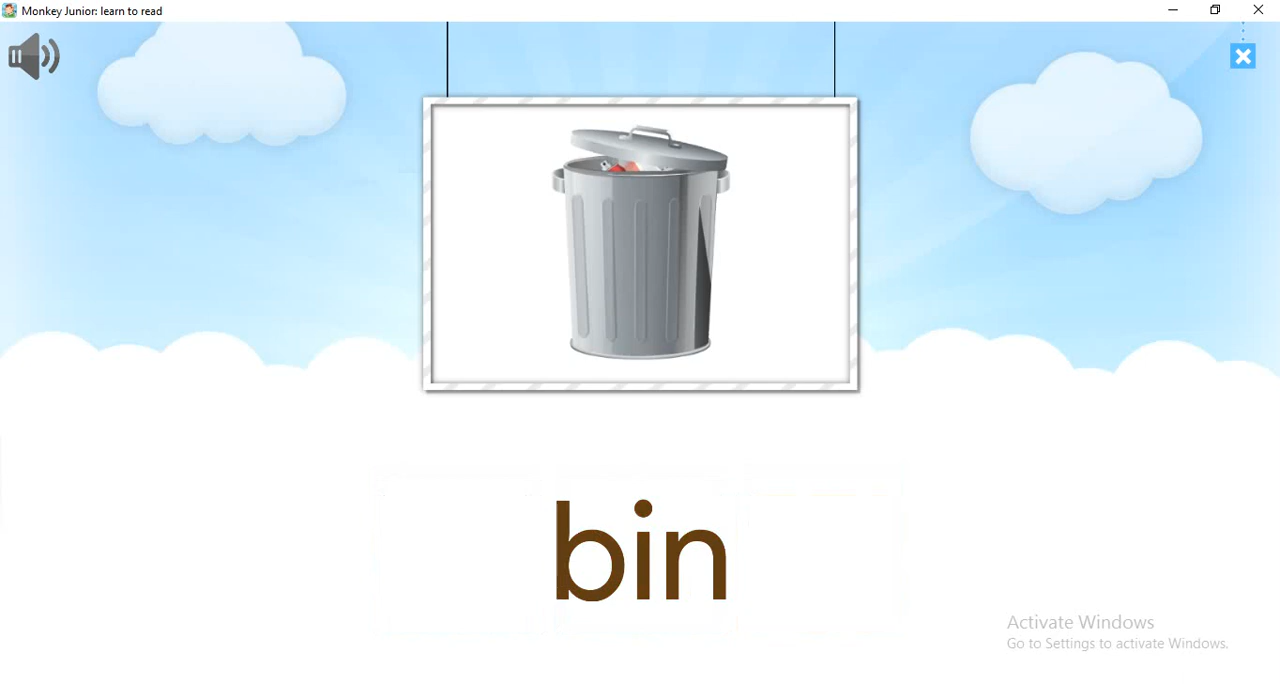 Monkey Junior: learn to read
bin
Activate Windows
Go to Settings to activate Windows.